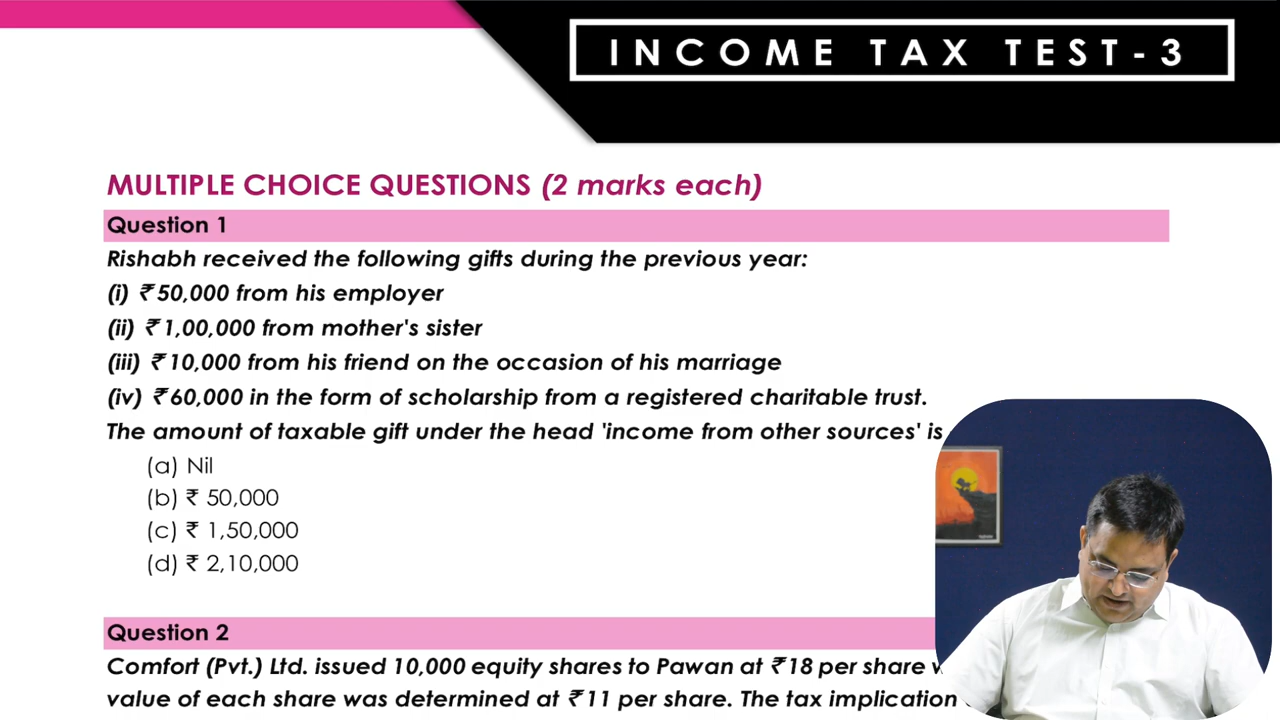 INCOME TAX TEST-3
MULTIPLE CHOICE QUESTIONS (2 marks each)
Question 1
Rishabh received the following gifts during the previous year:
(i) ₹50,000 from his employer
(ii) ₹1,00,000 from mother's sister
(iii) ₹10,000 from his friend on the occasion of his marriage
(iv) ₹60,000 in the form of scholarship from a registered charitable trust.
The amount of taxable gift under the head 'income from other sources' is
(a) Nil
(b) ₹ 50,000
(c) ₹ 1,50,000
(d) ₹ 2,10,000
Question 2
Comfort (Pvt.) Ltd. issued 10,000 equity shares to Pawan at ₹18 per share
value of each share was determined at ₹11 per share. The tax implication